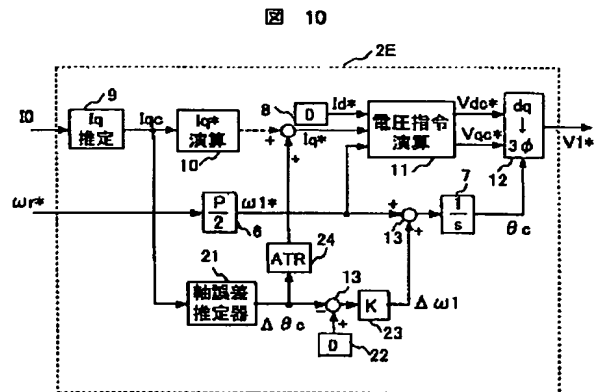 図 10
2E
9
I0
Iq
推定
Iqc
Iq*
演算
10
8
0
Id*
+
+
Iq*
電圧指令
演算
11
Vdc*
Vqc*
dq
↓
3φ
12
V1*
ωr*
P
2
6
ω1*
+
+
13
7
1
s
θc
ATR
24
21
軸誤差
推定器
Δθc
13
-
+
K
23
Δω1
0
22